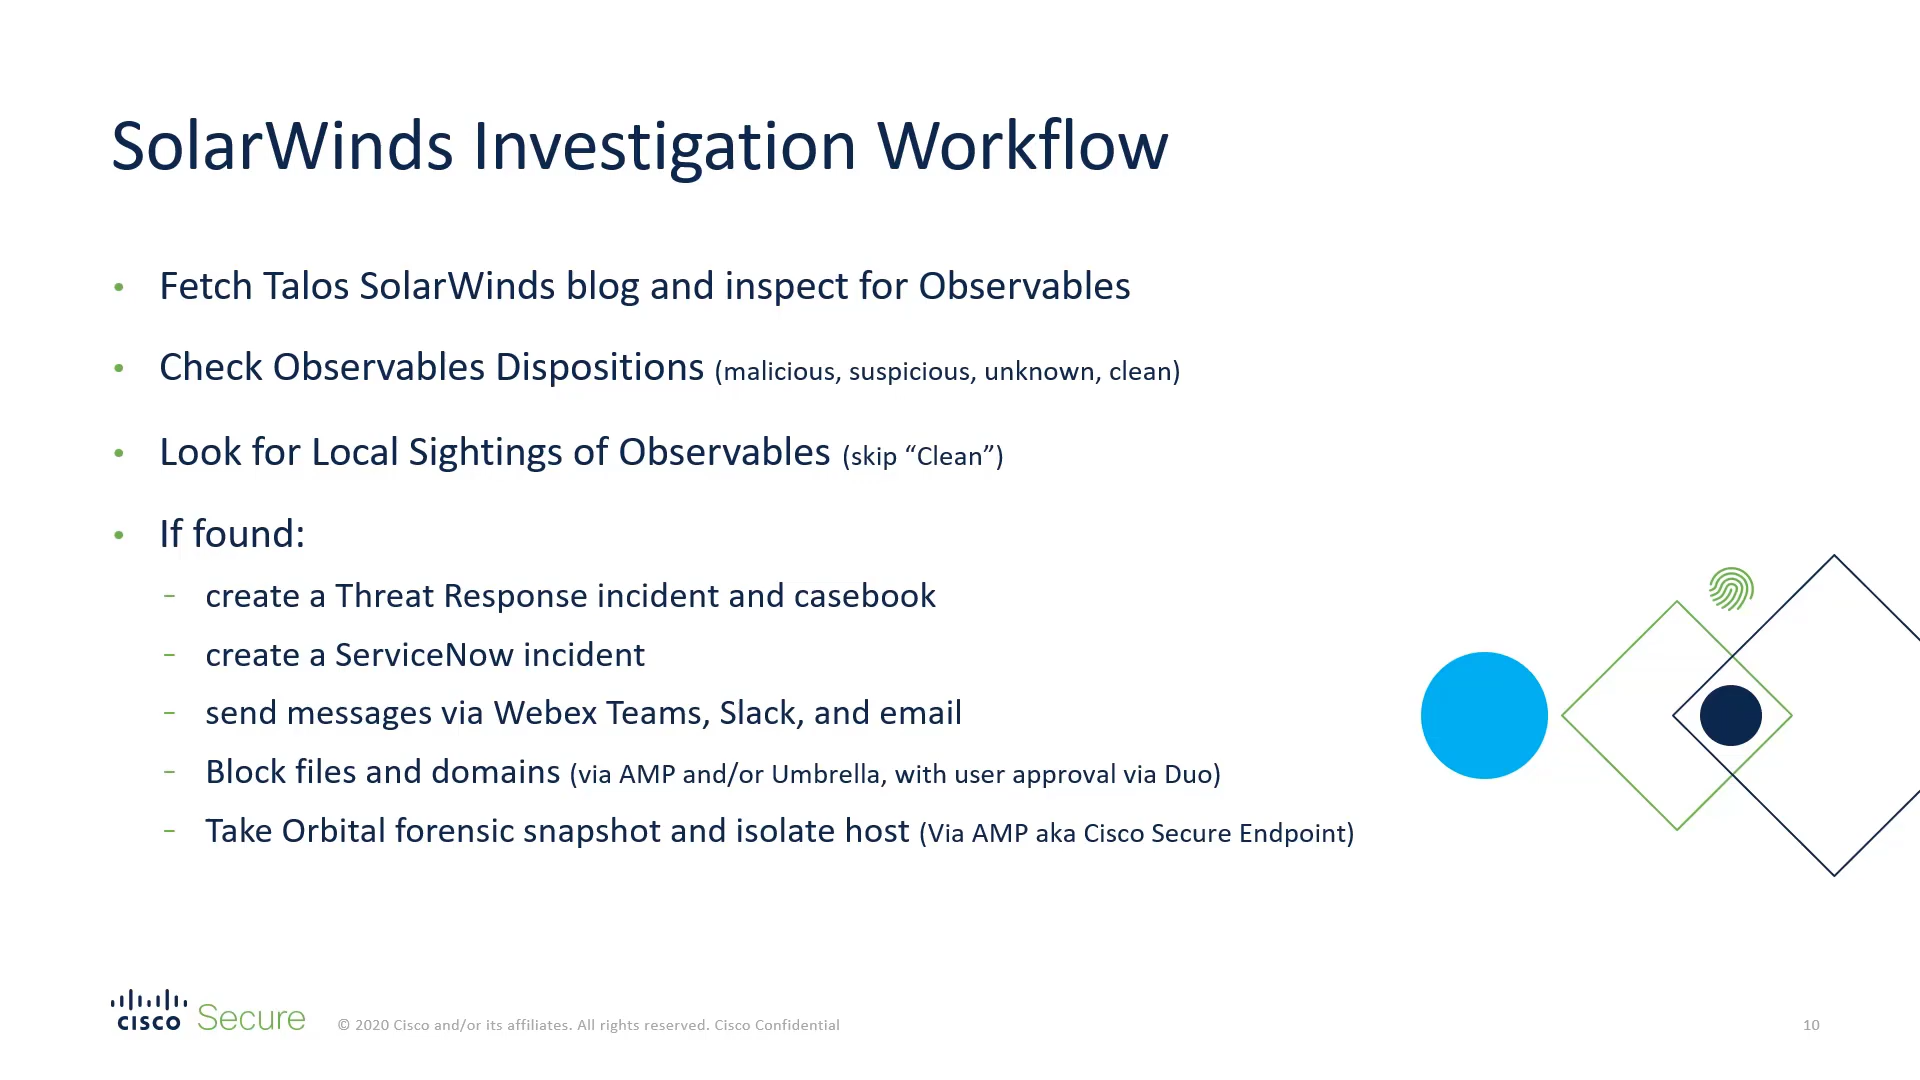 SolarWinds Investigation Workflow
• Fetch Talos SolarWinds blog and inspect for Observables
• Check Observables Dispositions (malicious, suspicious, unknown, clean)
• Look for Local Sightings of Observables (skip “Clean”)
• If found:
– create a Threat Response incident and casebook
– create a ServiceNow incident
– send messages via Webex Teams, Slack, and email
– Block files and domains (via AMP and/or Umbrella, with user approval via Duo)
– Take Orbital forensic snapshot and isolate host (Via AMP aka Cisco Secure Endpoint)
CISCO Secure
© 2020 Cisco and/or its affiliates. All rights reserved. Cisco Confidential
10